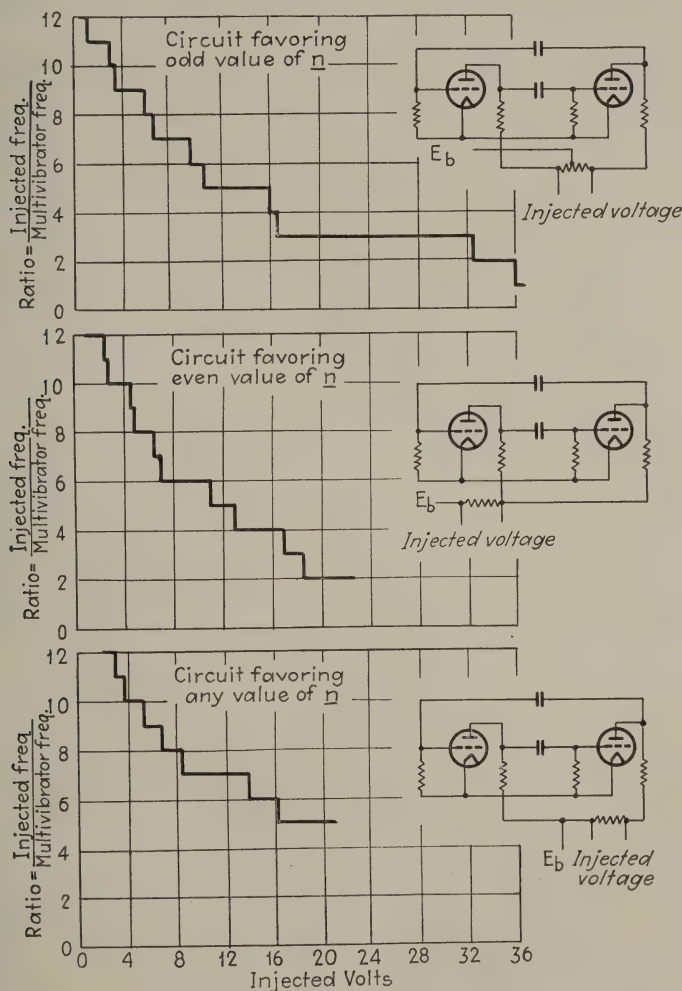 12
10
8
6
4
2
0
Ratio= Injected freq. / Multivibrator freq.
Circuit favoring
odd value of n
E b
Injected voltage
12
10
8
6
4
2
0
Ratio= Injected freq. / Multivibrator freq.
Circuit favoring
even value of n
E b
Injected voltage
12
10
8
6
4
2
0
Ratio= Injected freq. / Multivibrator freq.
Circuit favoring
any value of n
E b Injected
voltage
0 4 8 12 16 20 24 28 32 36
Injected Volts